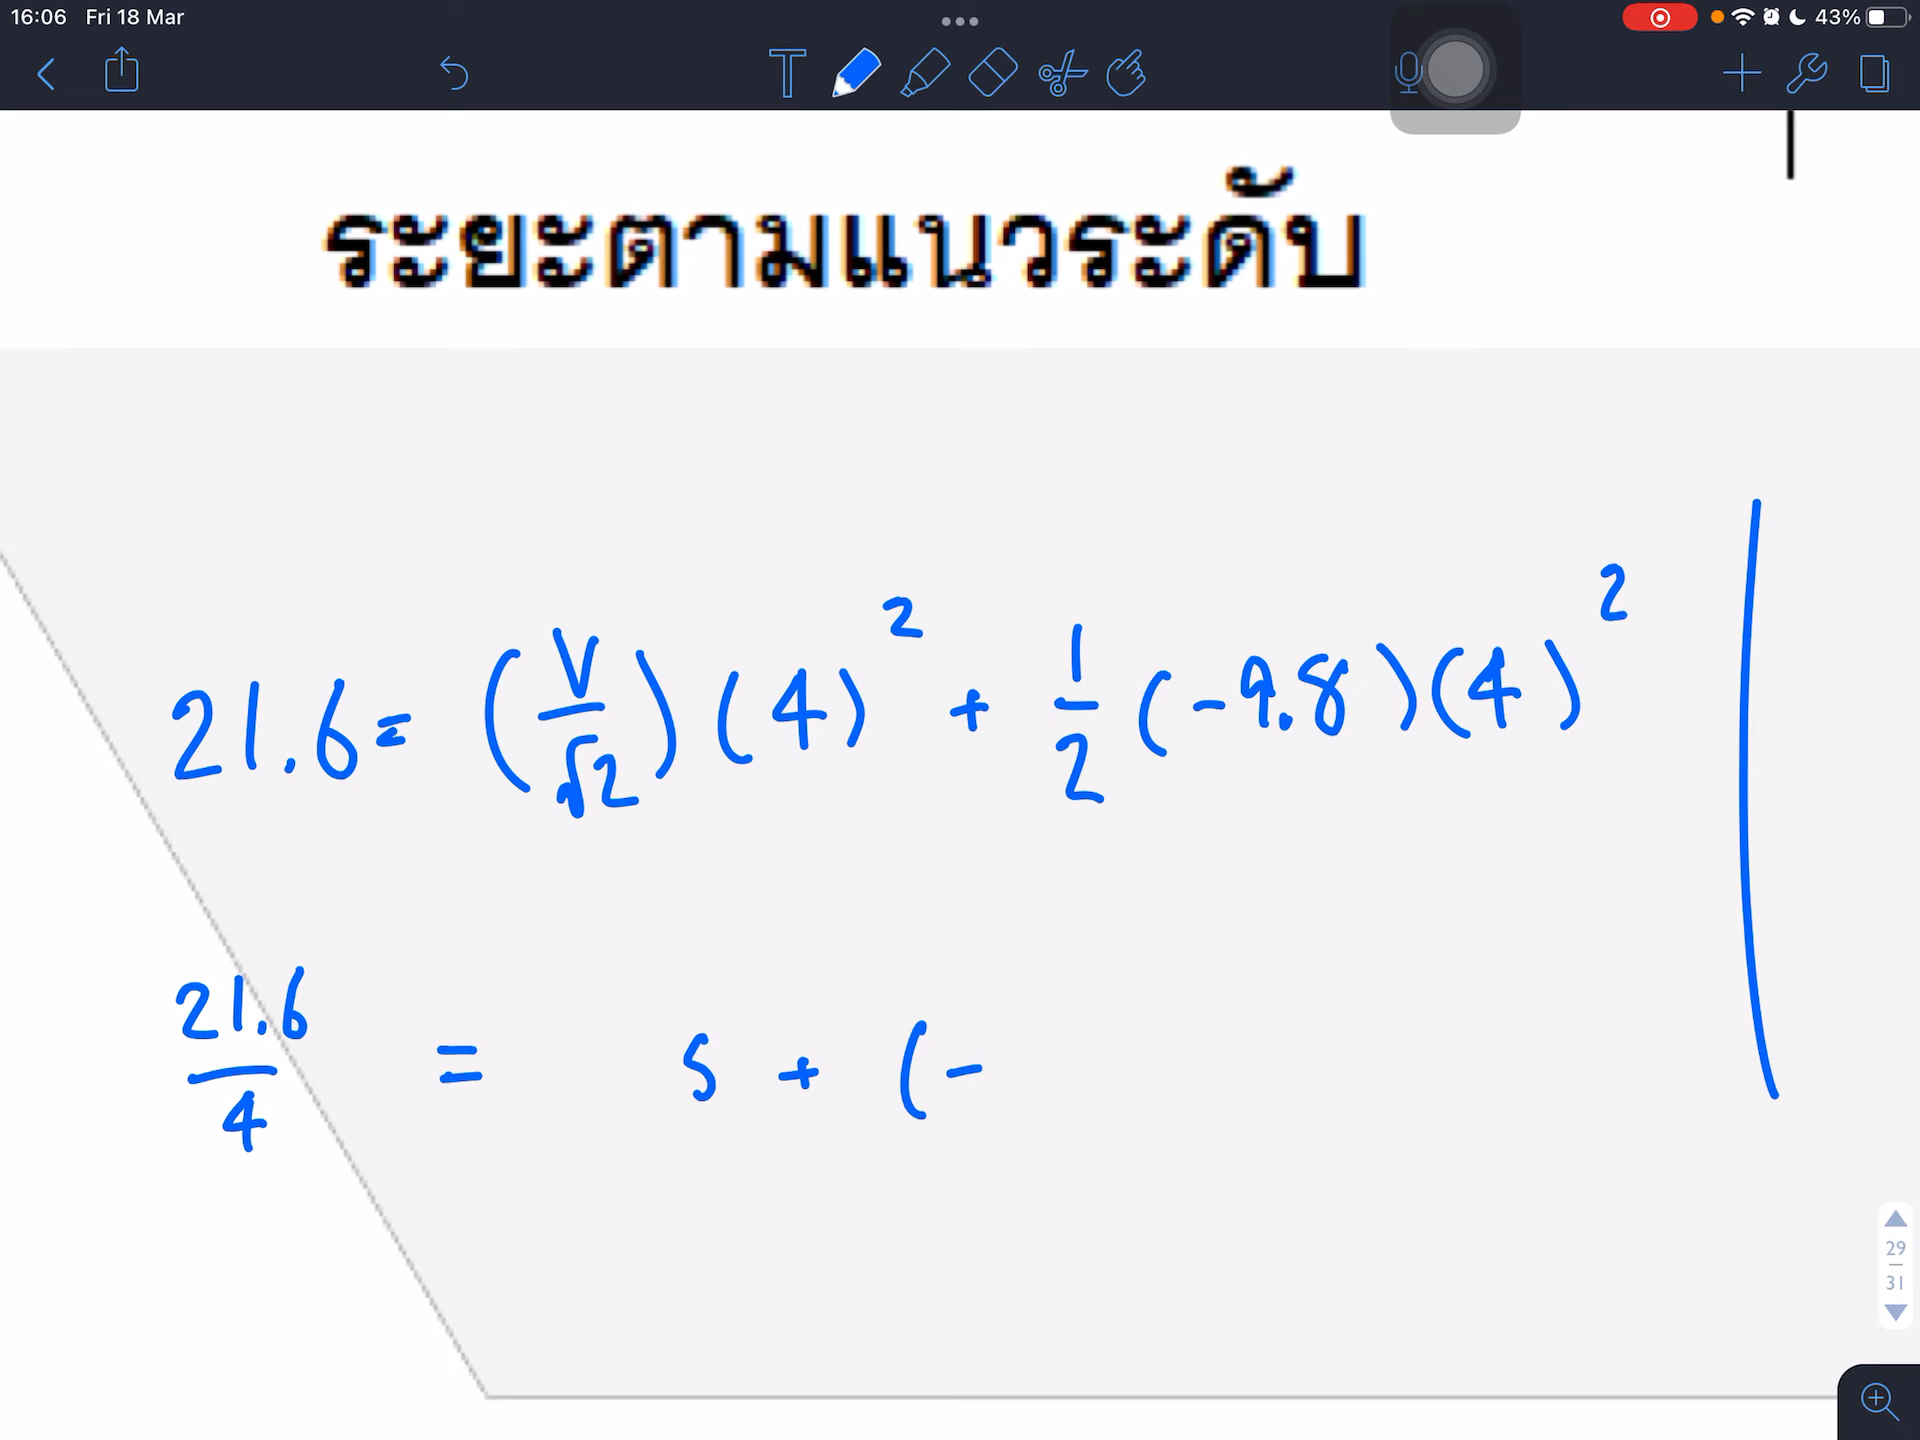 16:06 Fri 18 Mar 43%
T
ระยะตามแนวระดับ
21.6 = (V/√2)(4)² + 1/2(-9.8)(4)²
21.6/4 = s + (-
29
31